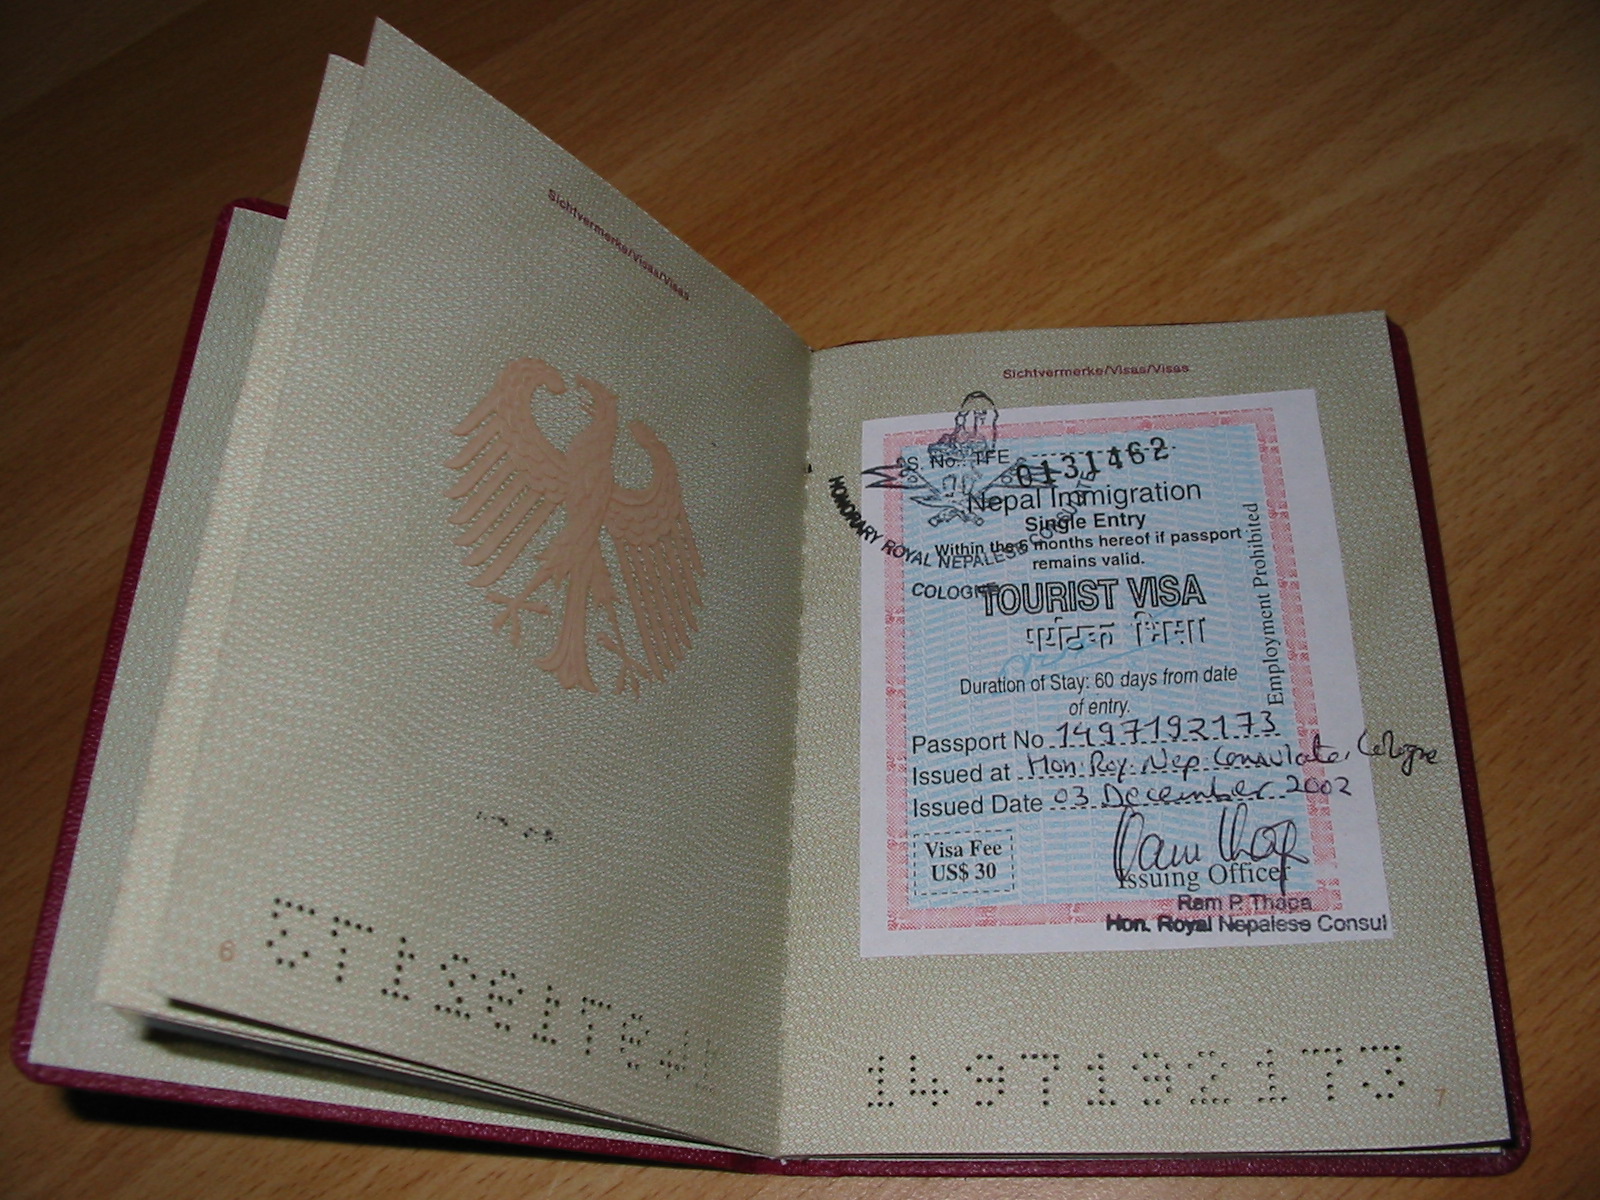 Sichtvermerke/Visas/Visas
6
Sichtvermerke/Visas/Visas
S. No.: TFE 0131462
Nepal Immigration
Single Entry
Within the 6 months hereof if passport
remains valid.
TOURIST VISA
पर्यटक भिसा
Duration of Stay: 60 days from date
of entry.
Passport No 1497192173
Issued at Hon. Roy. Nep. Consulate, Cologne
Issued Date 03 December 2002
Visa Fee
US$ 30
Issuing Officer
Ram P. Thapa
Hon. Royal Nepalese Consul
Employment Prohibited
HONORARY ROYAL NEPALESE CONSULATE
COLOGNE
1497192173
7